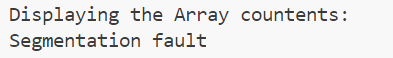 Displaying the Array countents:
Segmentation fault